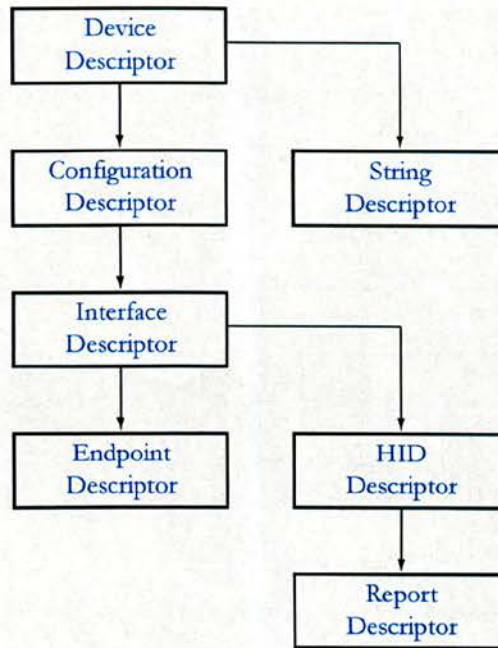 Device
Descriptor
Configuration
Descriptor
String
Descriptor
Interface
Descriptor
Endpoint
Descriptor
HID
Descriptor
Report
Descriptor